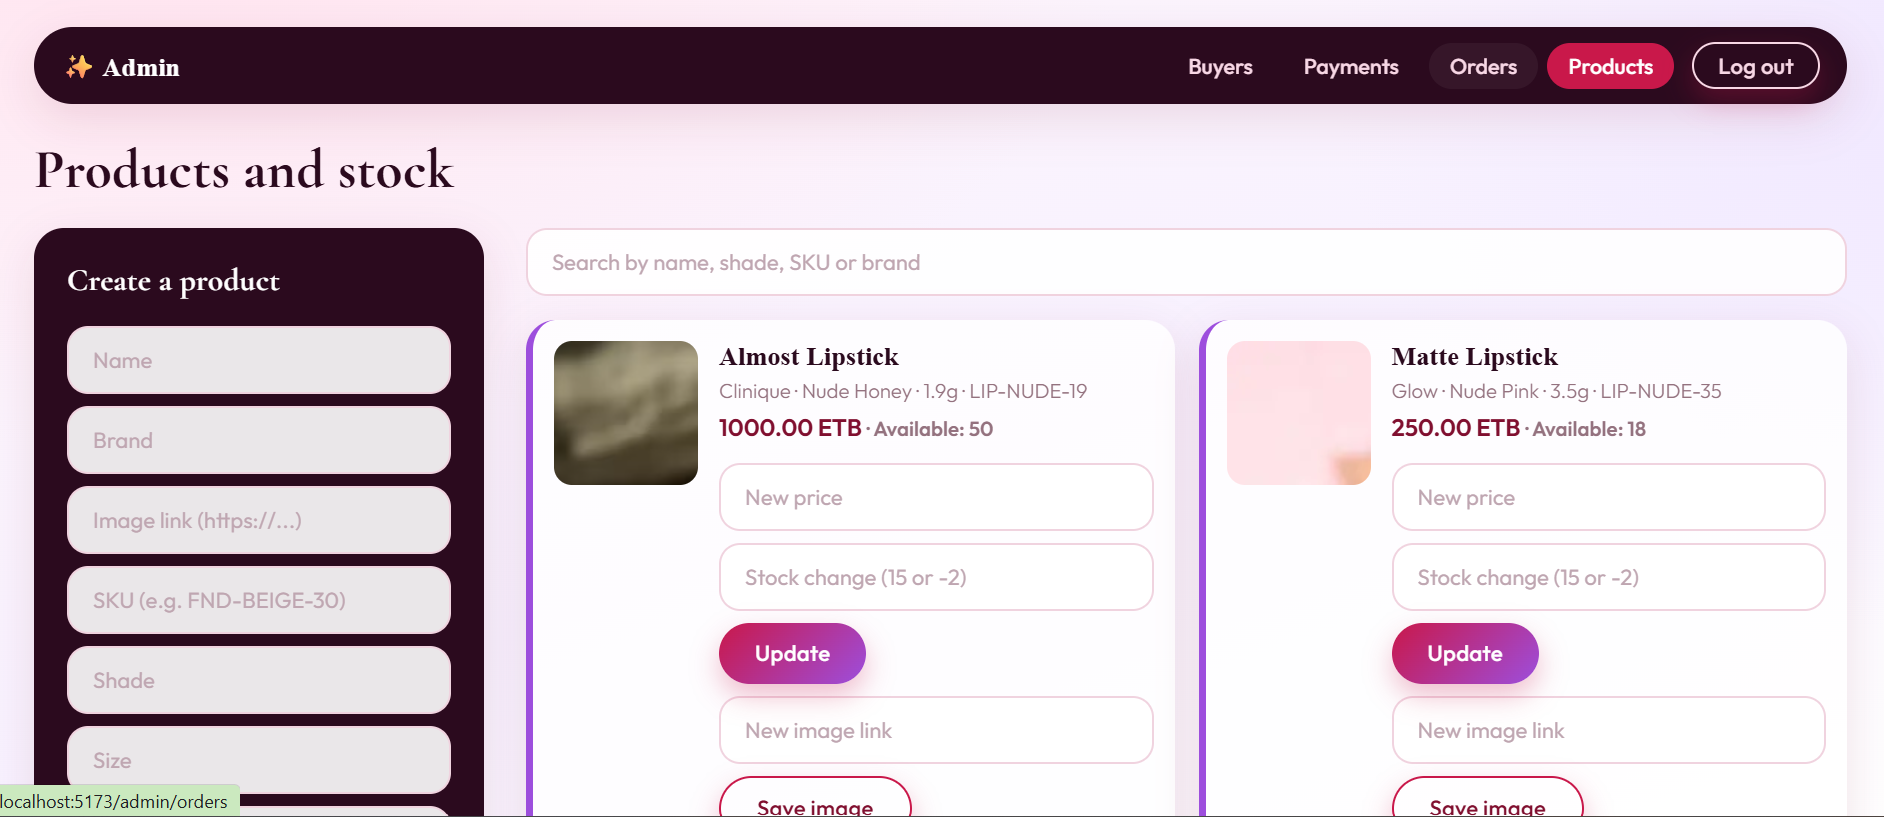 ✨ Admin
Buyers Payments Orders Products Log out
Products and stock
Create a product
Name
Brand
Image link (https://...)
SKU (e.g. FND-BEIGE-30)
Shade
Size
Search by name, shade, SKU or brand
Almost Lipstick
Clinique · Nude Honey · 1.9g · LIP-NUDE-19
1000.00 ETB · Available: 50
New price
Stock change (15 or -2)
Update
New image link
Save image
Matte Lipstick
Glow · Nude Pink · 3.5g · LIP-NUDE-35
250.00 ETB · Available: 18
New price
Stock change (15 or -2)
Update
New image link
Save image
localhost:5173/admin/orders